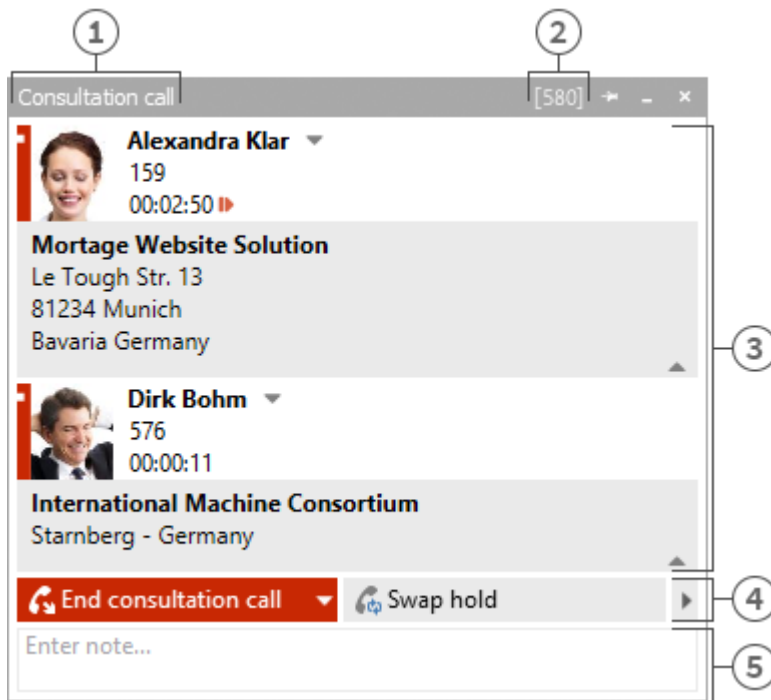 1
2
Consultation call [580]
Alexandra Klar
159
00:02:50
Mortage Website Solution
Le Tough Str. 13
81234 Munich
Bavaria Germany
3
Dirk Bohm
576
00:00:11
International Machine Consortium
Starnberg - Germany
End consultation call Swap hold
4
Enter note...
5